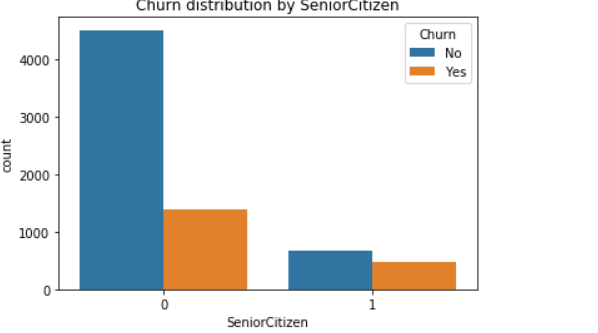 Churn distribution by SeniorCitizen
Churn
No
Yes
4000
3000
2000
1000
0
count
0 1
SeniorCitizen